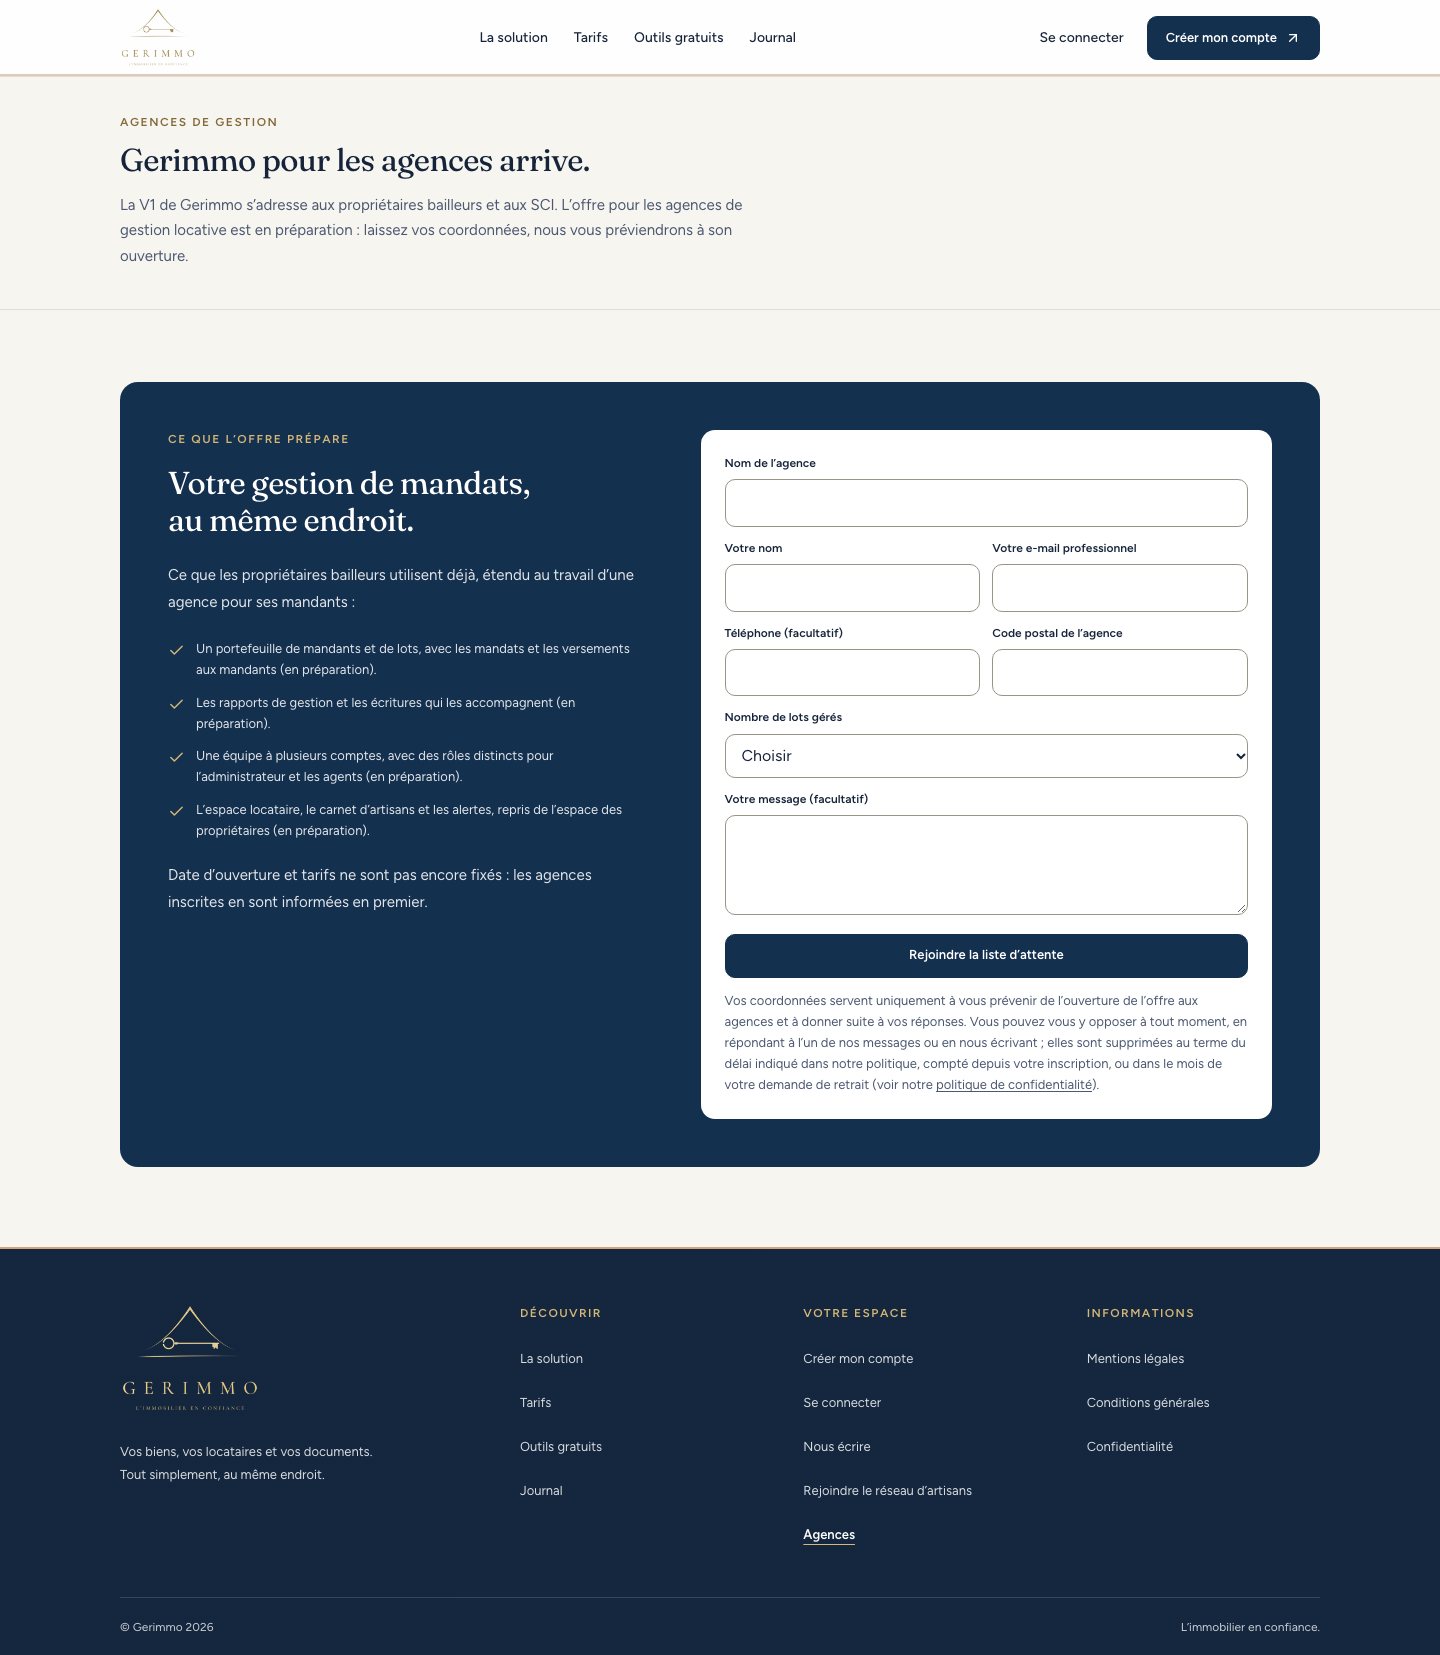 GERIMMO
La solution
Tarifs
Outils gratuits
Journal
Se connecter
Créer mon compte
AGENCES DE GESTION
Gerimmo pour les agences arrive.
La V1 de Gerimmo s’adresse aux propriétaires bailleurs et aux SCI. L’offre pour les agences de
gestion locative est en préparation : laissez vos coordonnées, nous vous préviendrons à son
ouverture.
CE QUE L’OFFRE PRÉPARE
Votre gestion de mandats,
au même endroit.
Ce que les propriétaires bailleurs utilisent déjà, étendu au travail d’une
agence pour ses mandants :
Un portefeuille de mandants et de lots, avec les mandats et les versements
aux mandants (en préparation).
Les rapports de gestion et les écritures qui les accompagnent (en
préparation).
Une équipe à plusieurs comptes, avec des rôles distincts pour
l’administrateur et les agents (en préparation).
L’espace locataire, le carnet d’artisans et les alertes, repris de l’espace des
propriétaires (en préparation).
Date d’ouverture et tarifs ne sont pas encore fixés : les agences
inscrites en sont informées en premier.
Nom de l’agence
Votre nom
Votre e-mail professionnel
Téléphone (facultatif)
Code postal de l’agence
Nombre de lots gérés
Choisir
Votre message (facultatif)
Rejoindre la liste d’attente
Vos coordonnées servent uniquement à vous prévenir de l’ouverture de l’offre aux
agences et à donner suite à vos réponses. Vous pouvez vous y opposer à tout moment, en
répondant à l’un de nos messages ou en nous écrivant ; elles sont supprimées au terme du
délai indiqué dans notre politique, compté depuis votre inscription, ou dans le mois de
votre demande de retrait (voir notre politique de confidentialité).
GERIMMO
L’IMMOBILIER EN CONFIANCE
Vos biens, vos locataires et vos documents.
Tout simplement, au même endroit.
DÉCOUVRIR
La solution
Tarifs
Outils gratuits
Journal
VOTRE ESPACE
Créer mon compte
Se connecter
Nous écrire
Rejoindre le réseau d’artisans
Agences
INFORMATIONS
Mentions légales
Conditions générales
Confidentialité
© Gerimmo 2026
L’immobilier en confiance.